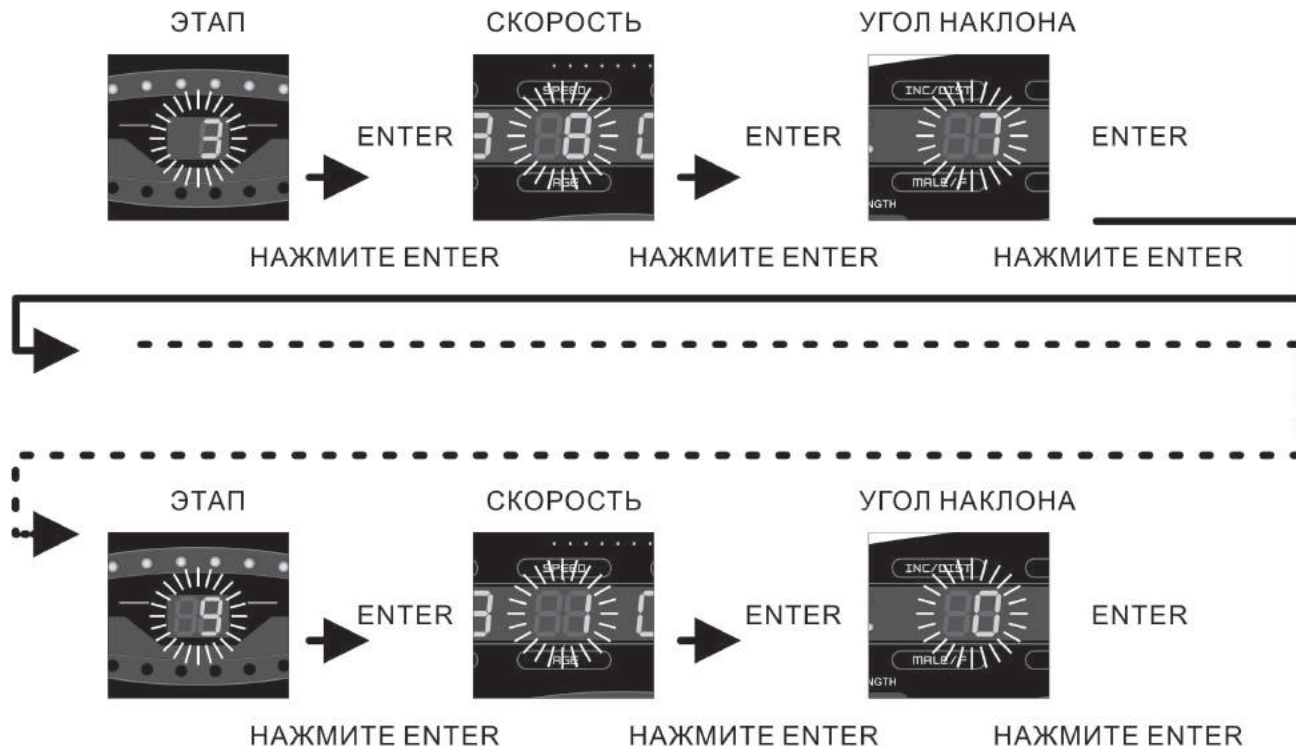 ЭТАП СКОРОСТЬ УГОЛ НАКЛОНА
SPEED INC/DIST
3 ENTER 8 ENTER 7 ENTER
AGE MALE/F
NGTH
НАЖМИТЕ ENTER НАЖМИТЕ ENTER НАЖМИТЕ ENTER
ЭТАП СКОРОСТЬ УГОЛ НАКЛОНА
SPEED INC/DIST
9 ENTER 1 ENTER 0 ENTER
AGE MALE/F
NGTH
НАЖМИТЕ ENTER НАЖМИТЕ ENTER НАЖМИТЕ ENTER